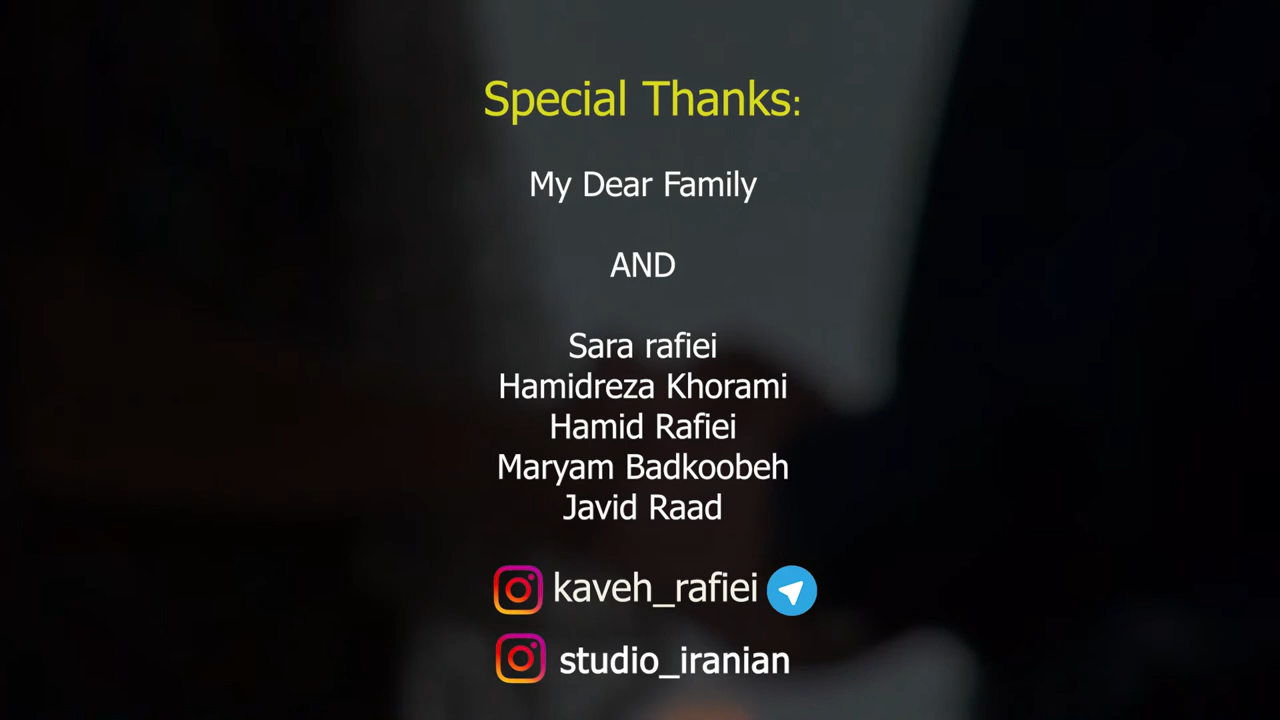 Special Thanks:
My Dear Family
AND
Sara rafiei
Hamidreza Khorami
Hamid Rafiei
Maryam Badkoobeh
Javid Raad
kaveh_rafiei
studio_iranian